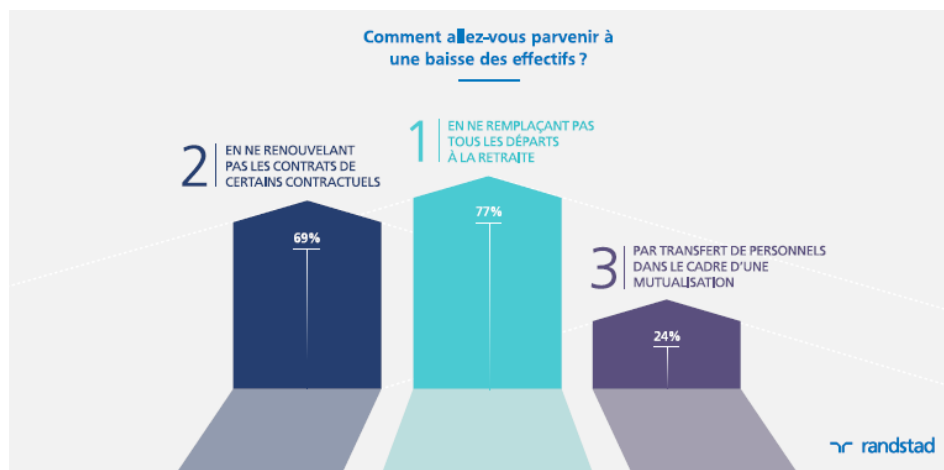 Comment allez-vous parvenir à
une baisse des effectifs ?
2
EN NE RENOUVELANT
PAS LES CONTRATS DE
CERTAINS CONTRACTUELS
69%
1
EN NE REMPLAÇANT PAS
TOUS LES DÉPARTS
À LA RETRAITE
77%
3
PAR TRANSFERT DE PERSONNELS
DANS LE CADRE D'UNE
MUTUALISATION
24%
randstad